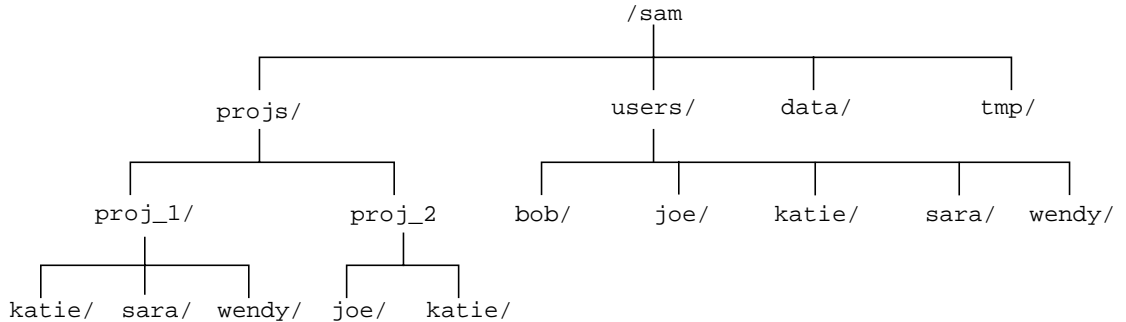 /sam
projs/ users/ data/ tmp/
proj_1/ proj_2 bob/ joe/ katie/ sara/ wendy/
katie/ sara/ wendy/ joe/ katie/